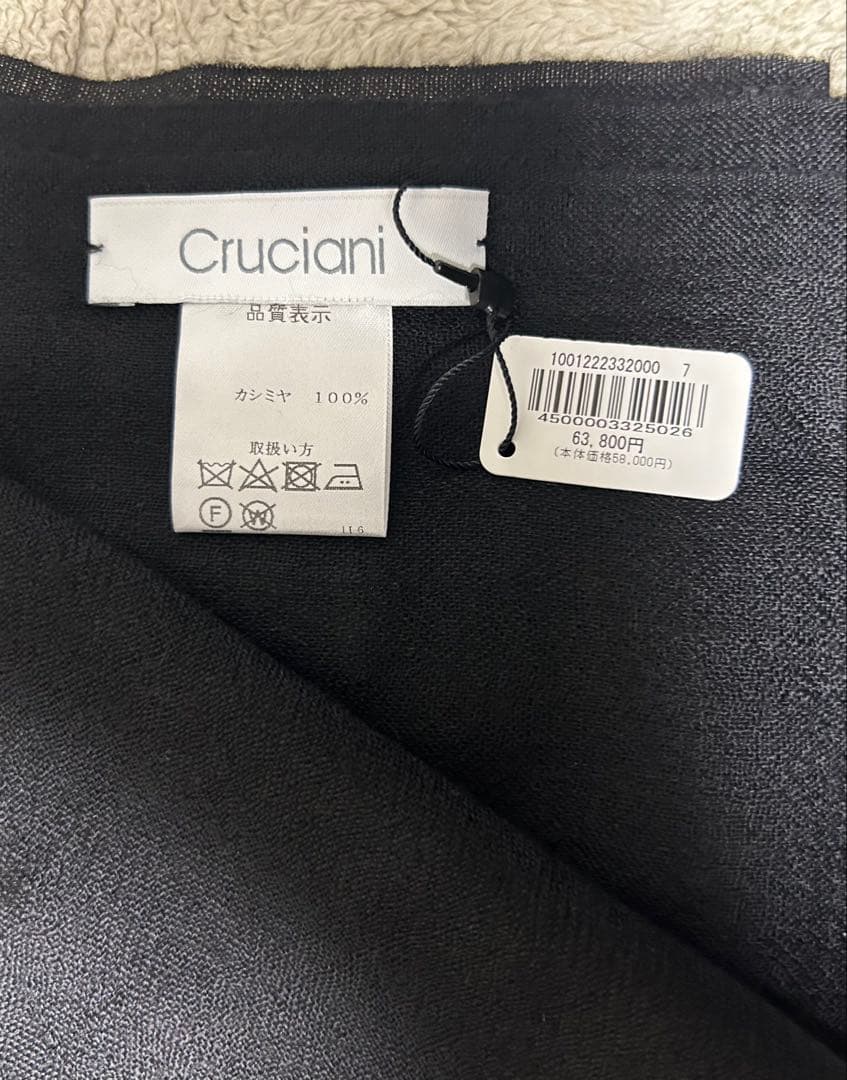 Cruciani
品質表示
カシミヤ 100%
取扱い方
F W
1001222332000 7
4500003325026
63,800円
(本体価格58,000円)